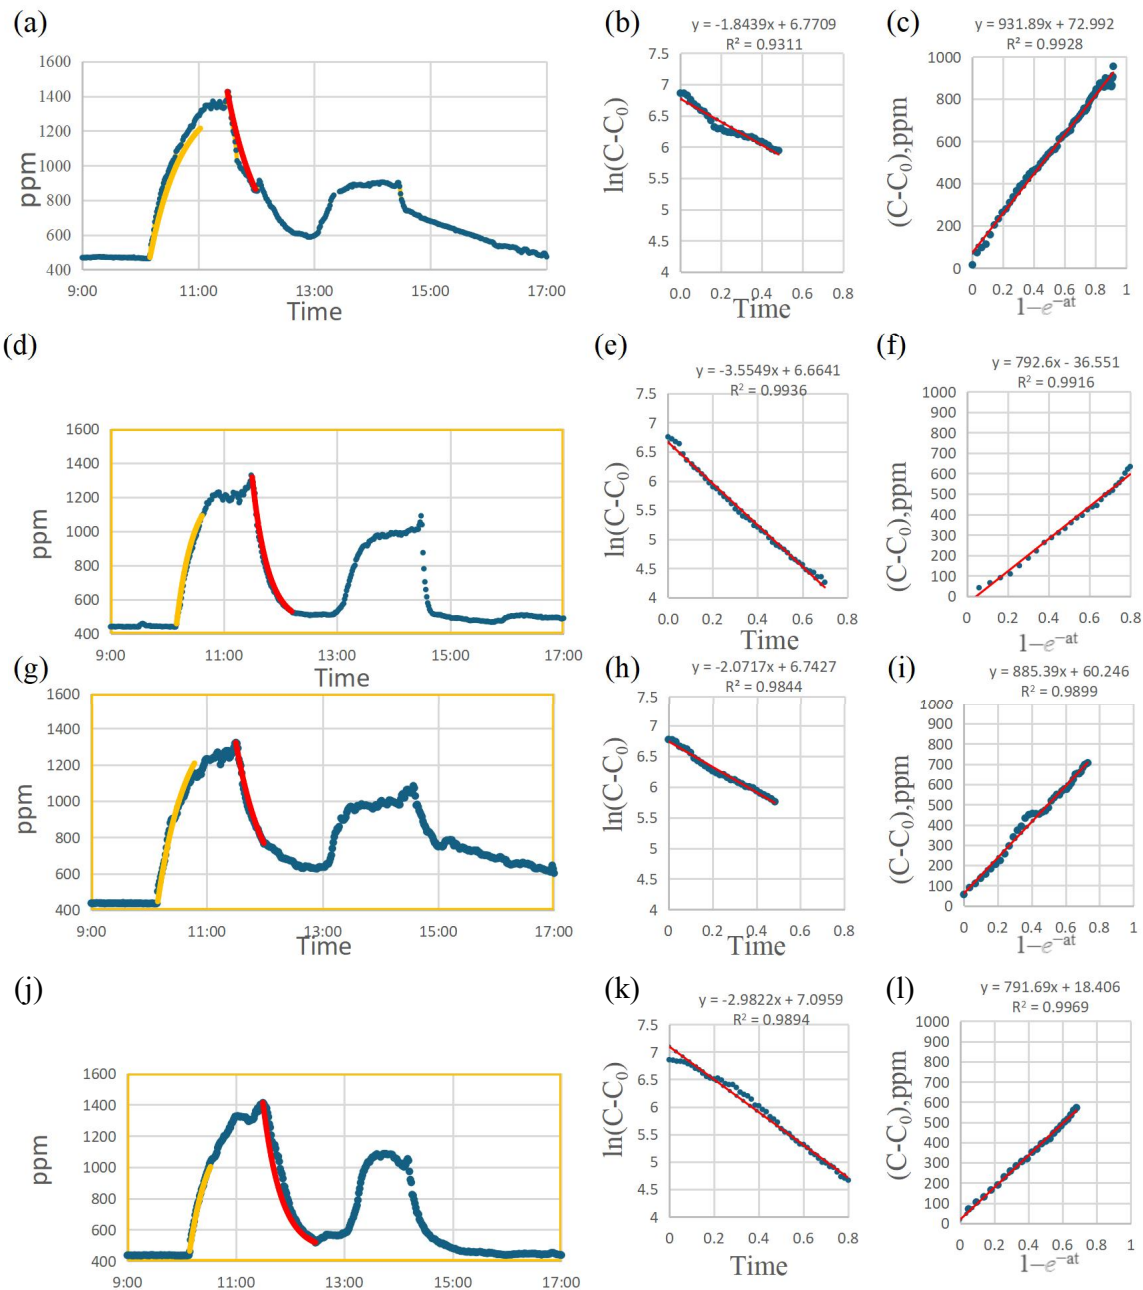 (a)
1600
1400
1200
1000
800
600
400
ppm
9:00 11:00 13:00 15:00 17:00
Time
(b)
y = -1.8439x + 6.7709
R² = 0.9311
7.5
7
6.5
6
5.5
5
4.5
4
ln(C-C₀)
0.0 0.2 0.4 0.6 0.8
Time
(c)
y = 931.89x + 72.992
R² = 0.9928
1000
800
600
400
200
0
(C-C₀),ppm
0 0.2 0.4 0.6 0.8 1
1−e⁻ᵃᵗ
(d)
1600
1400
1200
1000
800
600
400
ppm
9:00 11:00 13:00 15:00 17:00
Time
(e)
y = -3.5549x + 6.6641
R² = 0.9936
7.5
7
6.5
6
5.5
5
4.5
4
ln(C-C₀)
0 0.2 0.4 0.6 0.8
Time
(f)
y = 792.6x - 36.551
R² = 0.9916
1000
900
800
700
600
500
400
300
200
100
0
(C-C₀),ppm
0 0.2 0.4 0.6 0.8
1−e⁻ᵃᵗ
(g)
1600
1400
1200
1000
800
600
400
ppm
9:00 11:00 13:00 15:00 17:00
Time
(h)
y = -2.0717x + 6.7427
R² = 0.9844
7.5
7
6.5
6
5.5
5
4.5
4
ln(C-C₀)
0 0.2 0.4 0.6 0.8
Time
(i)
y = 885.39x + 60.246
R² = 0.9899
1000
900
800
700
600
500
400
300
200
100
0
(C-C₀),ppm
0 0.2 0.4 0.6 0.8 1
1−e⁻ᵃᵗ
(j)
1600
1400
1200
1000
800
600
400
ppm
9:00 11:00 13:00 15:00 17:00
(k)
y = -2.9822x + 7.0959
R² = 0.9894
7.5
7
6.5
6
5.5
5
4.5
4
ln(C-C₀)
0 0.2 0.4 0.6 0.8
Time
(l)
y = 791.69x + 18.406
R² = 0.9969
1000
900
800
700
600
500
400
300
200
100
0
(C-C₀),ppm
0 0.2 0.4 0.6 0.8 1
1−e⁻ᵃᵗ